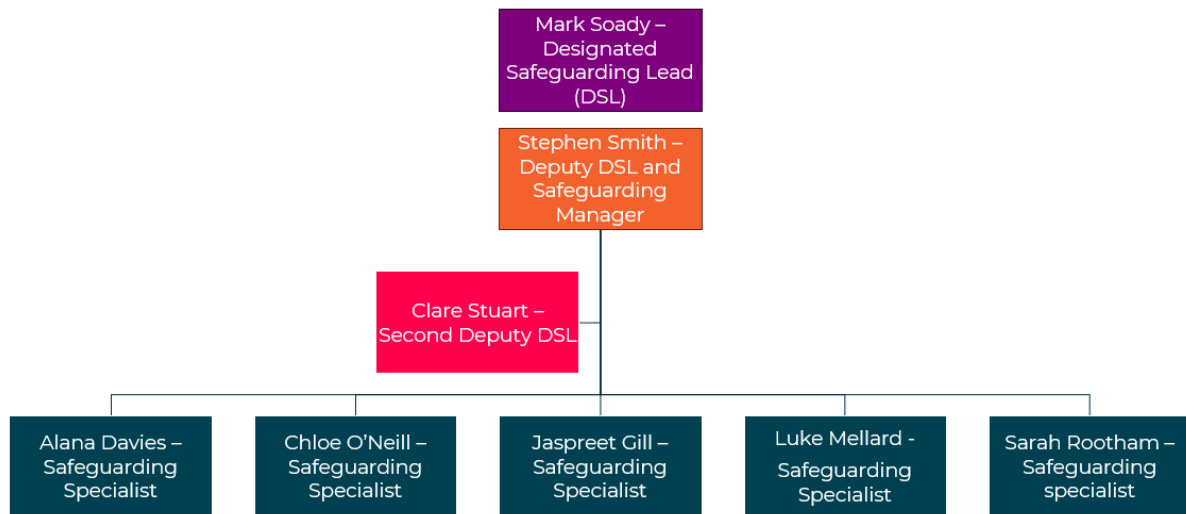 Mark Soady –
Designated
Safeguarding Lead
(DSL)
Stephen Smith –
Deputy DSL and
Safeguarding
Manager
Clare Stuart –
Second Deputy DSL
Alana Davies –
Safeguarding
Specialist
Chloe O’Neill –
Safeguarding
Specialist
Jaspreet Gill –
Safeguarding
Specialist
Luke Mellard -
Safeguarding
Specialist
Sarah Rootham –
Safeguarding
specialist